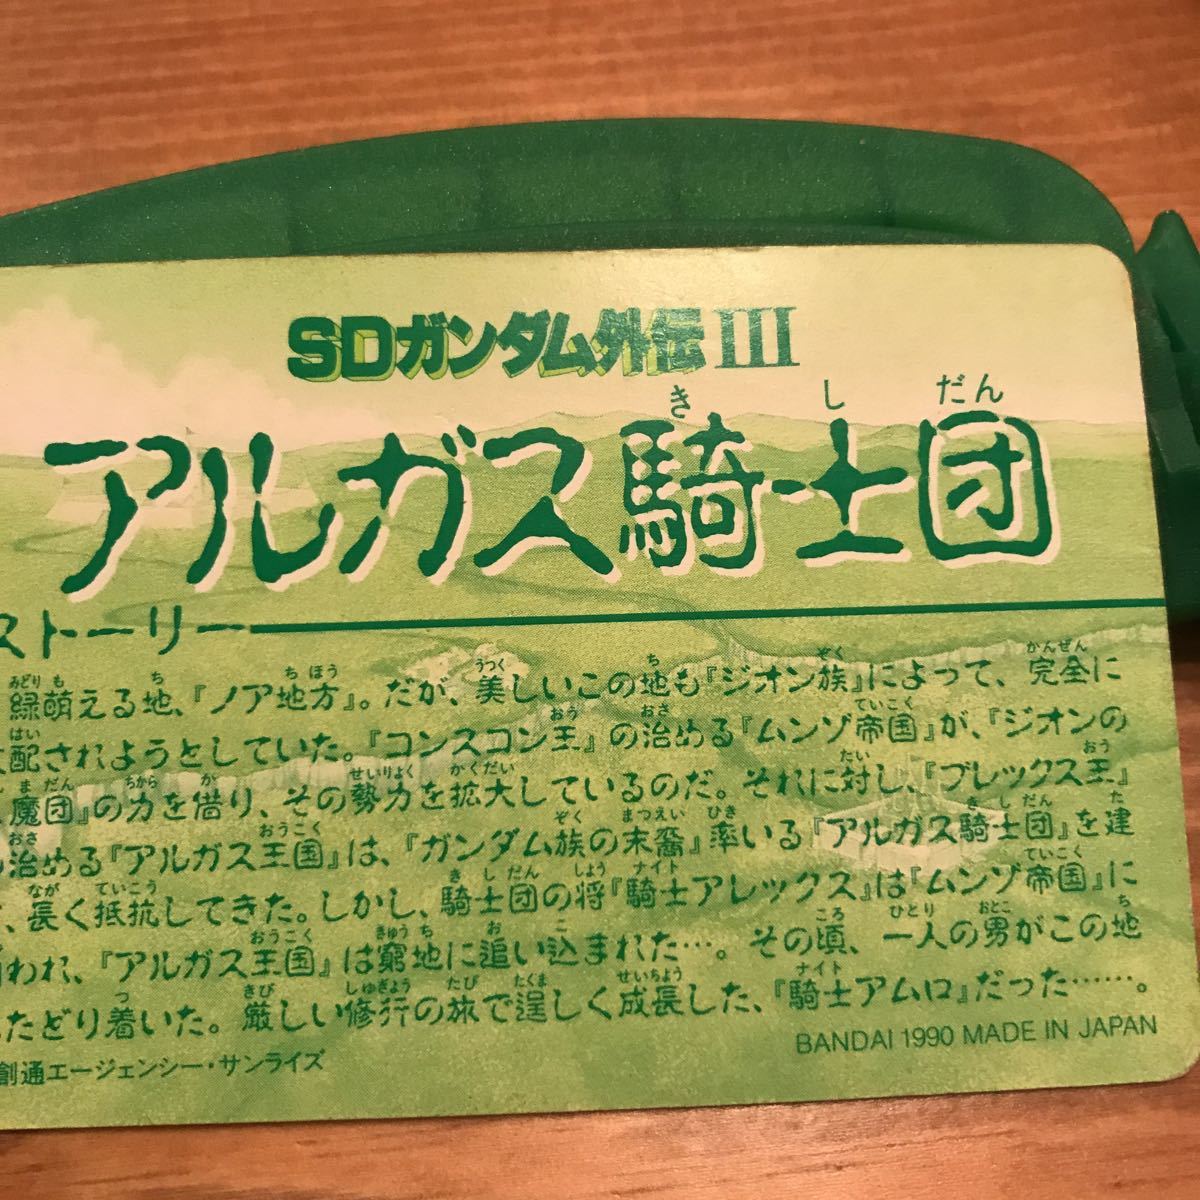 SDガンダム外伝III
き し だん
アルガス騎士団
ストーリー
みどり も ち ちほう うつく ち ぞく かんぜん
緑萌える地、『ノア地方』。だが、美しいこの地も『ジオン族』によって、完全に
はい おう おさ ていこく
配されようとしていた。『コンスコン王』の治める『ムンゾ帝国』が、『ジオンの
まだん ちから か せいりょく かくだい たい おう
魔団』の力を借り、その勢力を拡大しているのだ。それに対し、『ブレックス王』
おさ おうこく ぞく まつえい ひき き し だん た
治める『アルガス王国』は、『ガンダム族の末裔』率いる『アルガス騎士団』を建
なが ていこう き し だん しょう ナイト ていこく
、長く抵抗してきた。しかし、騎士団の将『騎士アレックス』は『ムンゾ帝国』に
おうこく きゅうち お こ ころ ひとり おとこ ち
われ、『アルガス王国』は窮地に追い込まれた…。その頃、一人の男がこの地
つ きび しゅぎょう たび たくま せいちょう ナイト
たどり着いた。厳しい修行の旅で逞しく成長した、『騎士アムロ』だった……。
創通エージェンシー・サンライズ
BANDAI 1990 MADE IN JAPAN